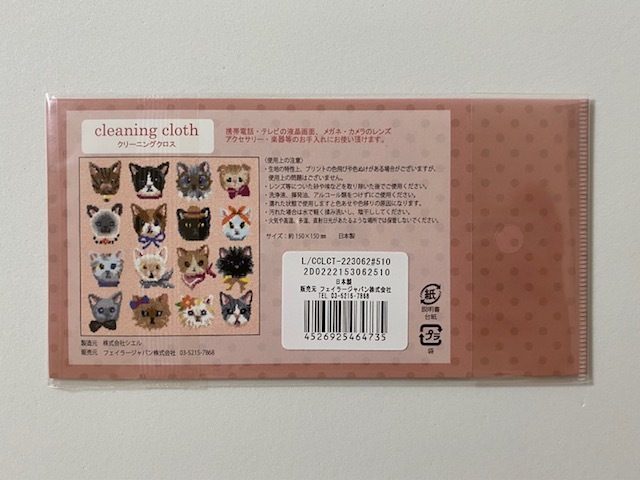 cleaning cloth
クリーニングクロス
携帯電話・テレビの液晶画面、メガネ・カメラのレンズ
アクセサリー・楽器等のお手入れにお使い頂けます。
〈使用上の注意〉
・生地の特性上、プリントの色飛びや色ぬけがある場合がございますが、
使用上の問題はございません。
・レンズ等についた砂や埃などを取り除いた後でご使用ください。
・洗浄液、揮発油、アルコール類をつけずにご使用ください。
・濡れた状態で使用しますと色あせや色移りの原因になります。
・汚れた場合は水で軽く揉み洗いし、陰干ししてください。
・火気や高温、多湿、直射日光があたるような場所では保管しないでください。
サイズ：約150×150㎜ 日本製
L/CCLCT-223062#510
2D0222153062510
日本製
販売元 フェイラージャパン株式会社
TEL 03-5215-7868
4526925464735
製造元 株式会社シエル
販売元 フェイラージャパン株式会社 03-5215-7868
紙
説明書
台紙
プラ
袋